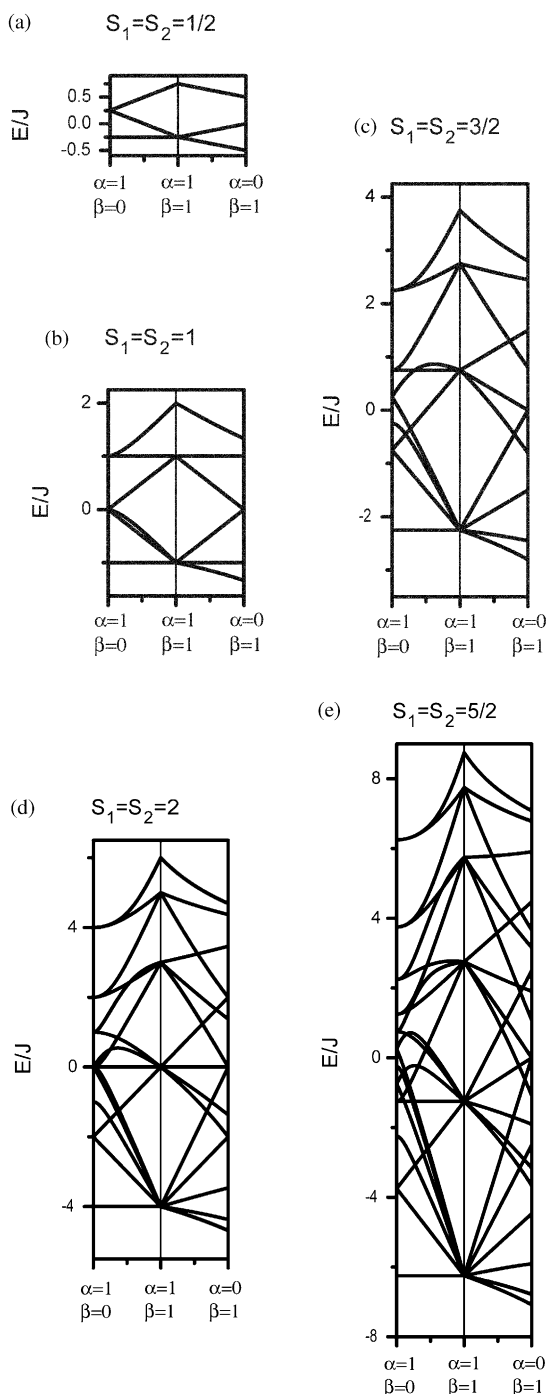 (a)
S1=S2=1/2
E/J
0.5
0.0
-0.5
α=1 α=1 α=0
β=0 β=1 β=1
(b)
S1=S2=1
E/J
2
0
α=1 α=1 α=0
β=0 β=1 β=1
(c) S1=S2=3/2
E/J
4
2
0
-2
α=1 α=1 α=0
β=0 β=1 β=1
(d)
S1=S2=2
E/J
4
0
-4
α=1 α=1 α=0
β=0 β=1 β=1
(e) S1=S2=5/2
E/J
8
4
0
-4
-8
α=1 α=1 α=0
β=0 β=1 β=1